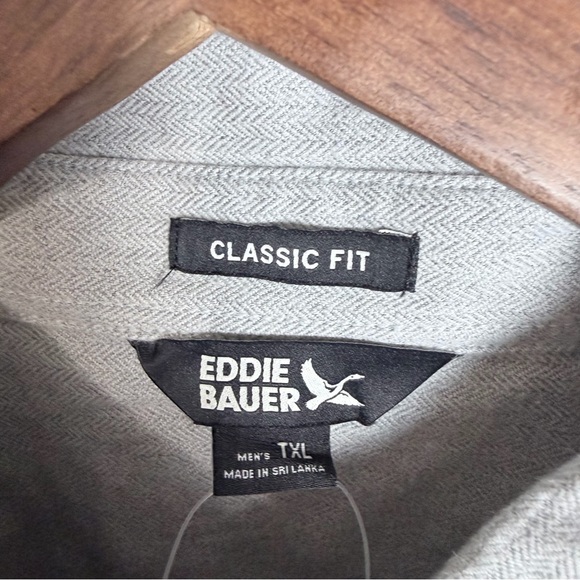 CLASSIC FIT
EDDIE
BAUER
MEN'S TXL
MADE IN SRI LANKA